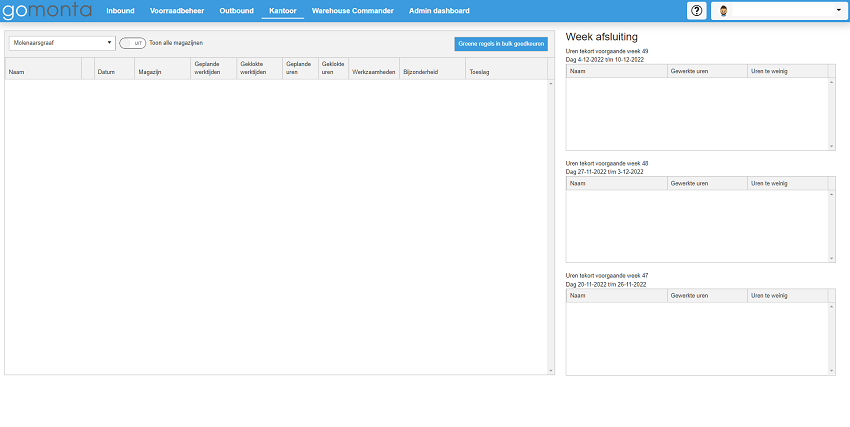 gomonta Inbound Voorraadbeheer Outbound Kantoor Warehouse Commander Admin dashboard
Molenaarsgraaf UIT Toon alle magazijnen Groene regels in bulk goedkeuren
Naam Datum Magazijn Geplande werktijden Geklokte werktijden Geplande uren Geklokte uren Werkzaamheden Bijzonderheid Toeslag
Week afsluiting
Uren tekort voorgaande week 49
Dag 4-12-2022 t/m 10-12-2022
Naam Gewerkte uren Uren te weinig
Uren tekort voorgaande week 48
Dag 27-11-2022 t/m 3-12-2022
Naam Gewerkte uren Uren te weinig
Uren tekort voorgaande week 47
Dag 20-11-2022 t/m 26-11-2022
Naam Gewerkte uren Uren te weinig